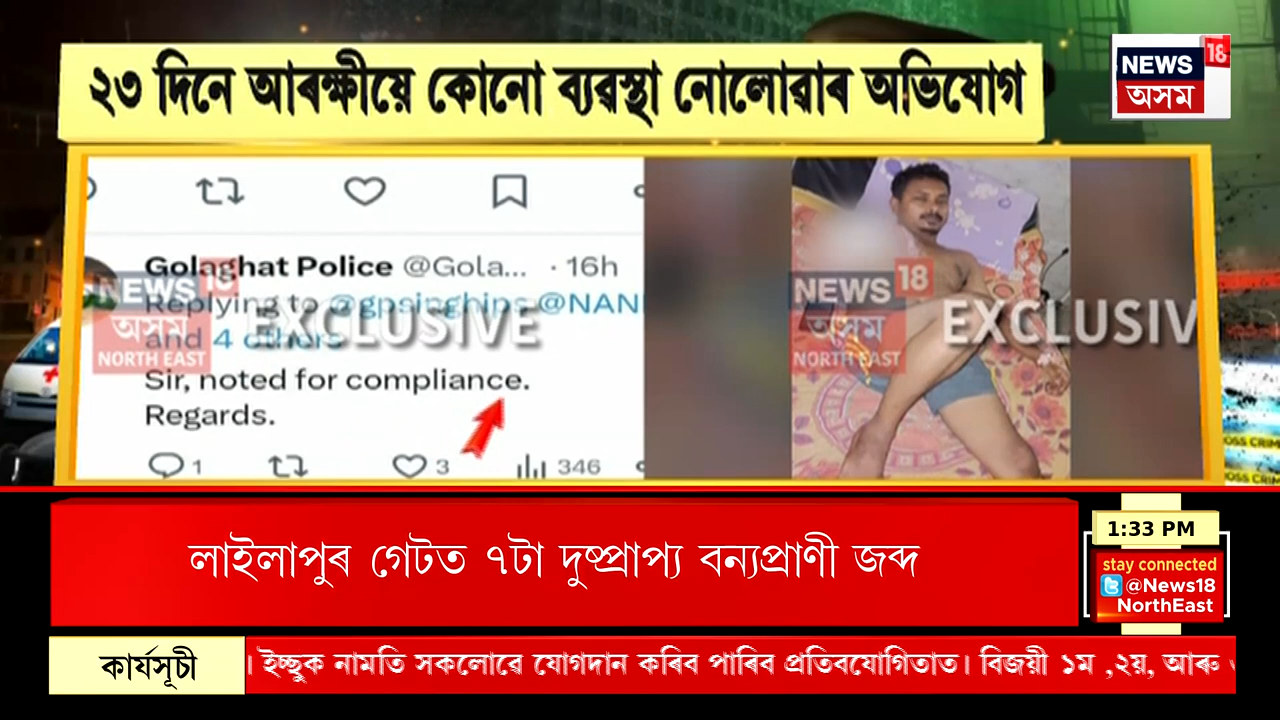 ২৩ দিনে আৰক্ষীয়ে কোনো ব্যৱস্থা নোলোৱাৰ অভিযোগ
NEWS 18
অসম
Golaghat Police @Gola... · 16h
Replying to @gpsinghips @NANI
and 4 others
Sir, noted for compliance.
Regards.
1 3 346
NEWS 18
অসম
NORTH EAST
EXCLUSIVE
NEWS 18
অসম
NORTH EAST
EXCLUSIV
লাইলাপুৰ গেটত ৭টা দুষ্প্ৰাপ্য বন্যপ্ৰাণী জব্দ
1:33 PM
stay connected
@News18
NorthEast
কাৰ্যসূচী
। ইচ্ছুক নামতি সকলোৱে যোগদান কৰিব পাৰিব প্ৰতিবযোগিতাত। বিজয়ী ১ম ,২য়, আৰু